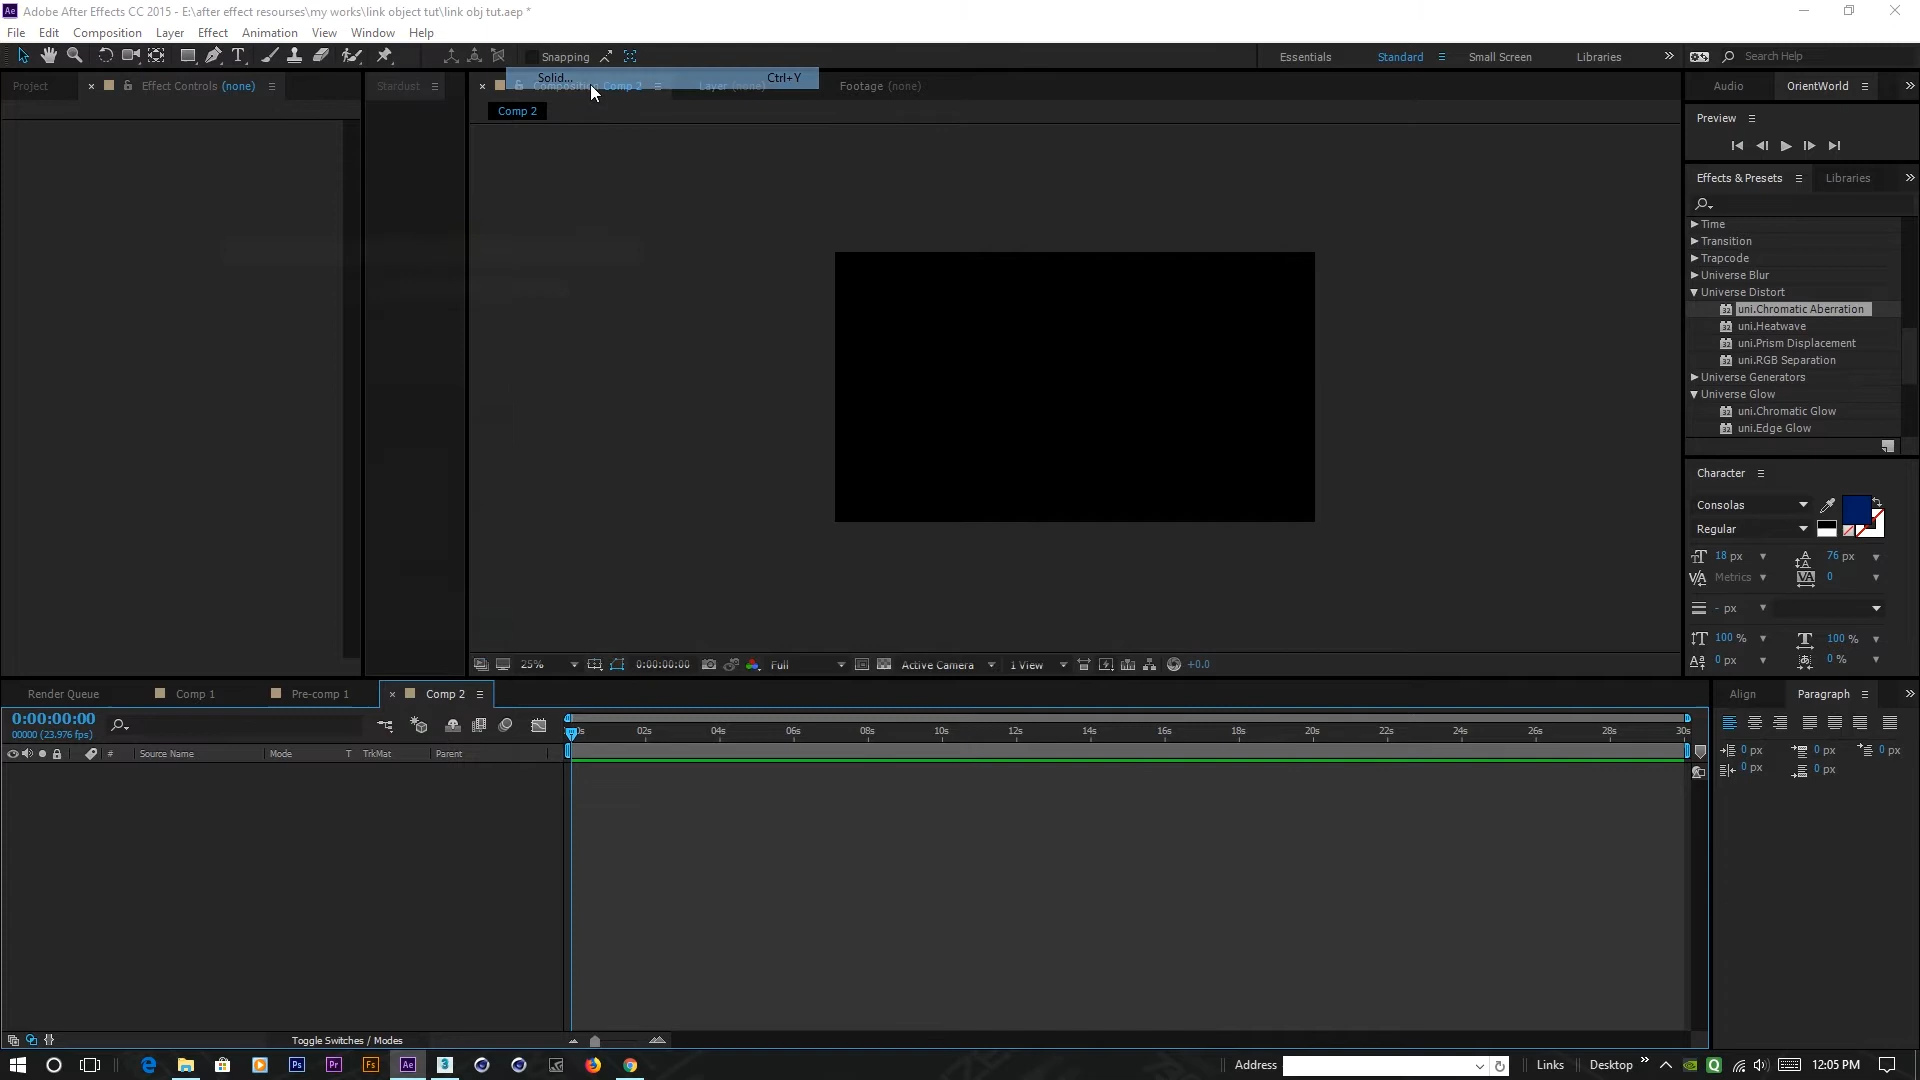 Adobe After Effects CC 2015 - E:\after effect resourses\my works\link object tut\link obj tut.aep *
File Edit Composition Layer Effect Animation View Window Help
Snapping Essentials Standard Small Screen Libraries Search Help
Solid... Ctrl+Y
Project Effect Controls (none) Stardust Composition Comp 2 Layer (none) Footage (none) Audio OrientWorld
Comp 2
Preview
Effects & Presets Libraries
Time
Transition
Trapcode
Universe Blur
Universe Distort
uni.Chromatic Aberration
uni.Heatwave
uni.Prism Displacement
uni.RGB Separation
Universe Generators
Universe Glow
uni.Chromatic Glow
uni.Edge Glow
Character
Consolas
Regular
18 px 76 px
Metrics 0
- px
100 % 100 %
0 px 0 %
25% 0:00:00:00 Full Active Camera 1 View +0.0
Render Queue Comp 1 Pre-comp 1 Comp 2 Align Paragraph
0:00:00:00
00000 (23.976 fps)
02s 04s 06s 08s 10s 12s 14s 16s 18s 20s 22s 24s 26s 28s 30s
# Source Name Mode T TrkMat Parent
0 px 0 px 0 px
0 px 0 px
Toggle Switches / Modes
Address Links Desktop 12:05 PM